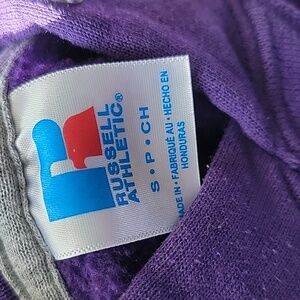 RUSSELL
ATHLETIC®
S • P • CH
MADE IN • FABRIQUÉ AU • HECHO EN
HONDURAS